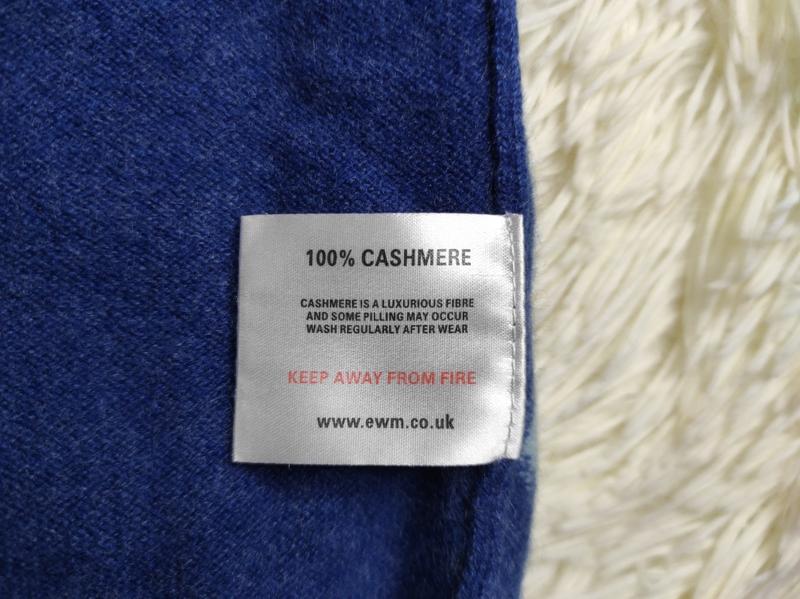 100% CASHMERE
CASHMERE IS A LUXURIOUS FIBRE
AND SOME PILLING MAY OCCUR
WASH REGULARLY AFTER WEAR
KEEP AWAY FROM FIRE
www.ewm.co.uk